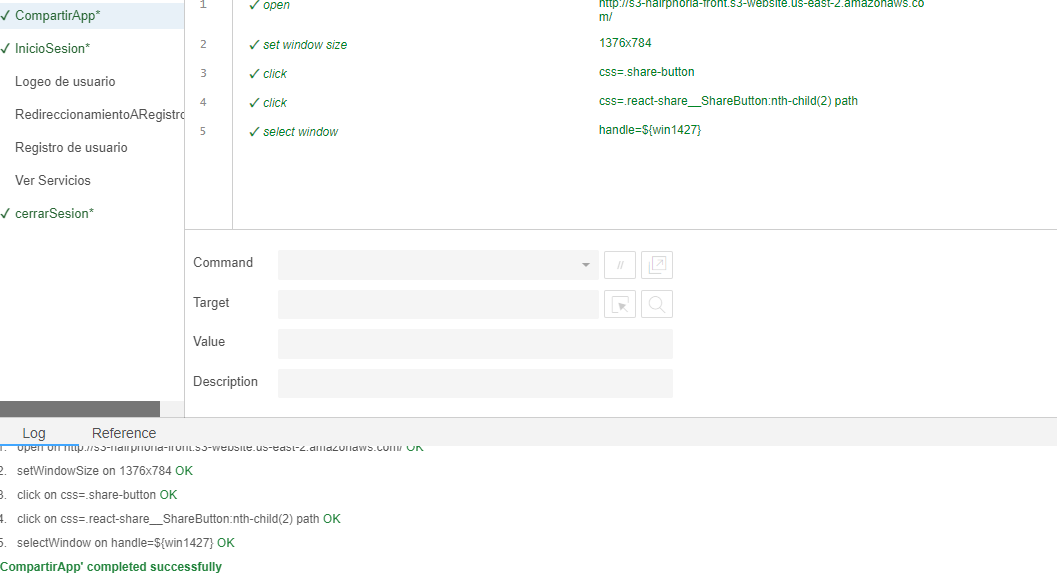 ✓ CompartirApp*
✓ InicioSesion*
Logeo de usuario
RedireccionamientoARegistro
Registro de usuario
Ver Servicios
✓ cerrarSesion*
1 ✓ open http://s3-hairphoria-front.s3-website.us-east-2.amazonaws.co
m/
2 ✓ set window size 1376x784
3 ✓ click css=.share-button
4 ✓ click css=.react-share__ShareButton:nth-child(2) path
5 ✓ select window handle=${win1427}
Command //
Target
Value
Description
Log Reference
1. open on http://s3-hairphoria-front.s3-website.us-east-2.amazonaws.com/ OK
2. setWindowSize on 1376x784 OK
3. click on css=.share-button OK
4. click on css=.react-share__ShareButton:nth-child(2) path OK
5. selectWindow on handle=${win1427} OK
CompartirApp' completed successfully